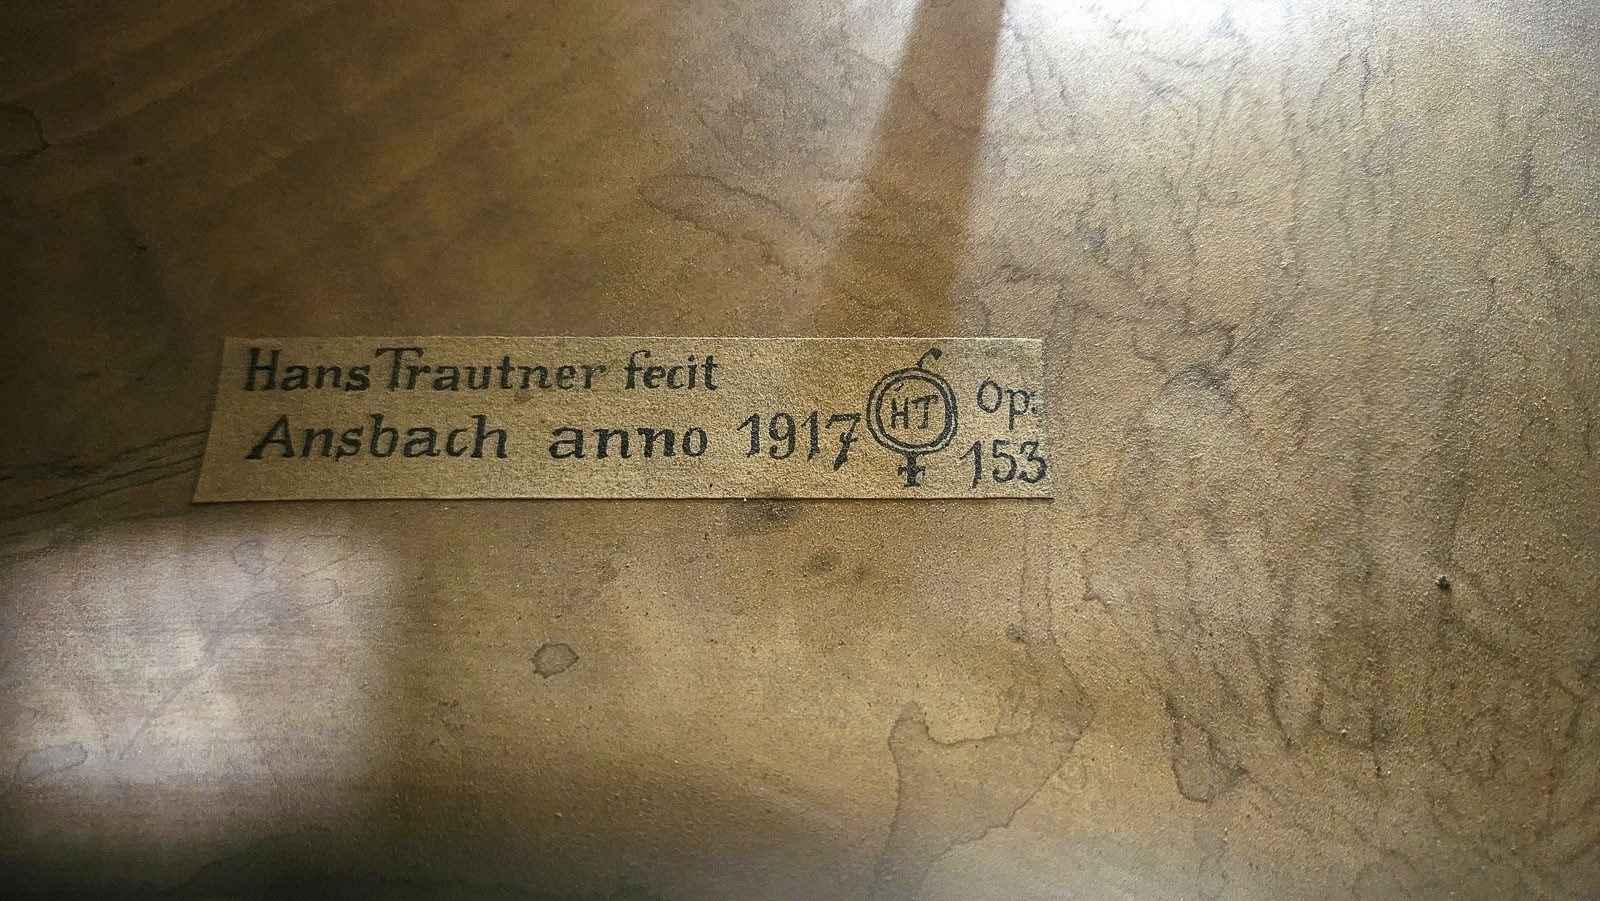 Hans Trautner fecit
Ansbach anno 1917
HT
Op.
153